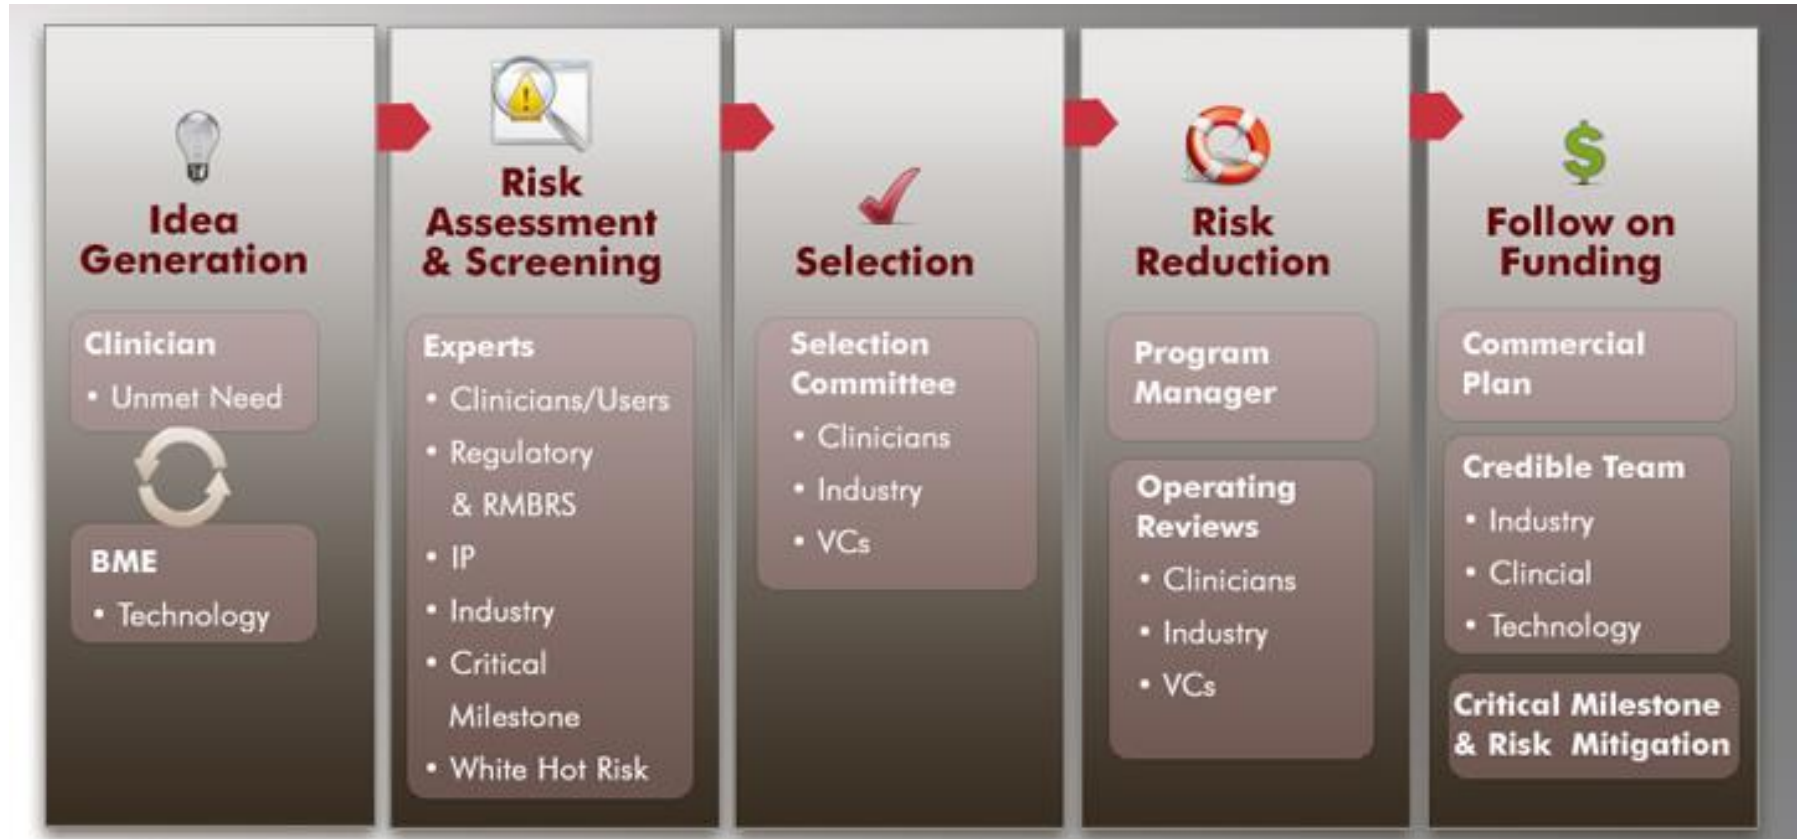 Idea
Generation
Clinician
• Unmet Need
BME
• Technology
Risk
Assessment
& Screening
Experts
• Clinicians/Users
• Regulatory
& RMBRS
• IP
• Industry
• Critical
Milestone
• White Hot Risk
Selection
Selection
Committee
• Clinicians
• Industry
• VCs
Risk
Reduction
Program
Manager
Operating
Reviews
• Clinicians
• Industry
• VCs
Follow on
Funding
Commercial
Plan
Credible Team
• Industry
• Clincial
• Technology
Critical Milestone
& Risk Mitigation